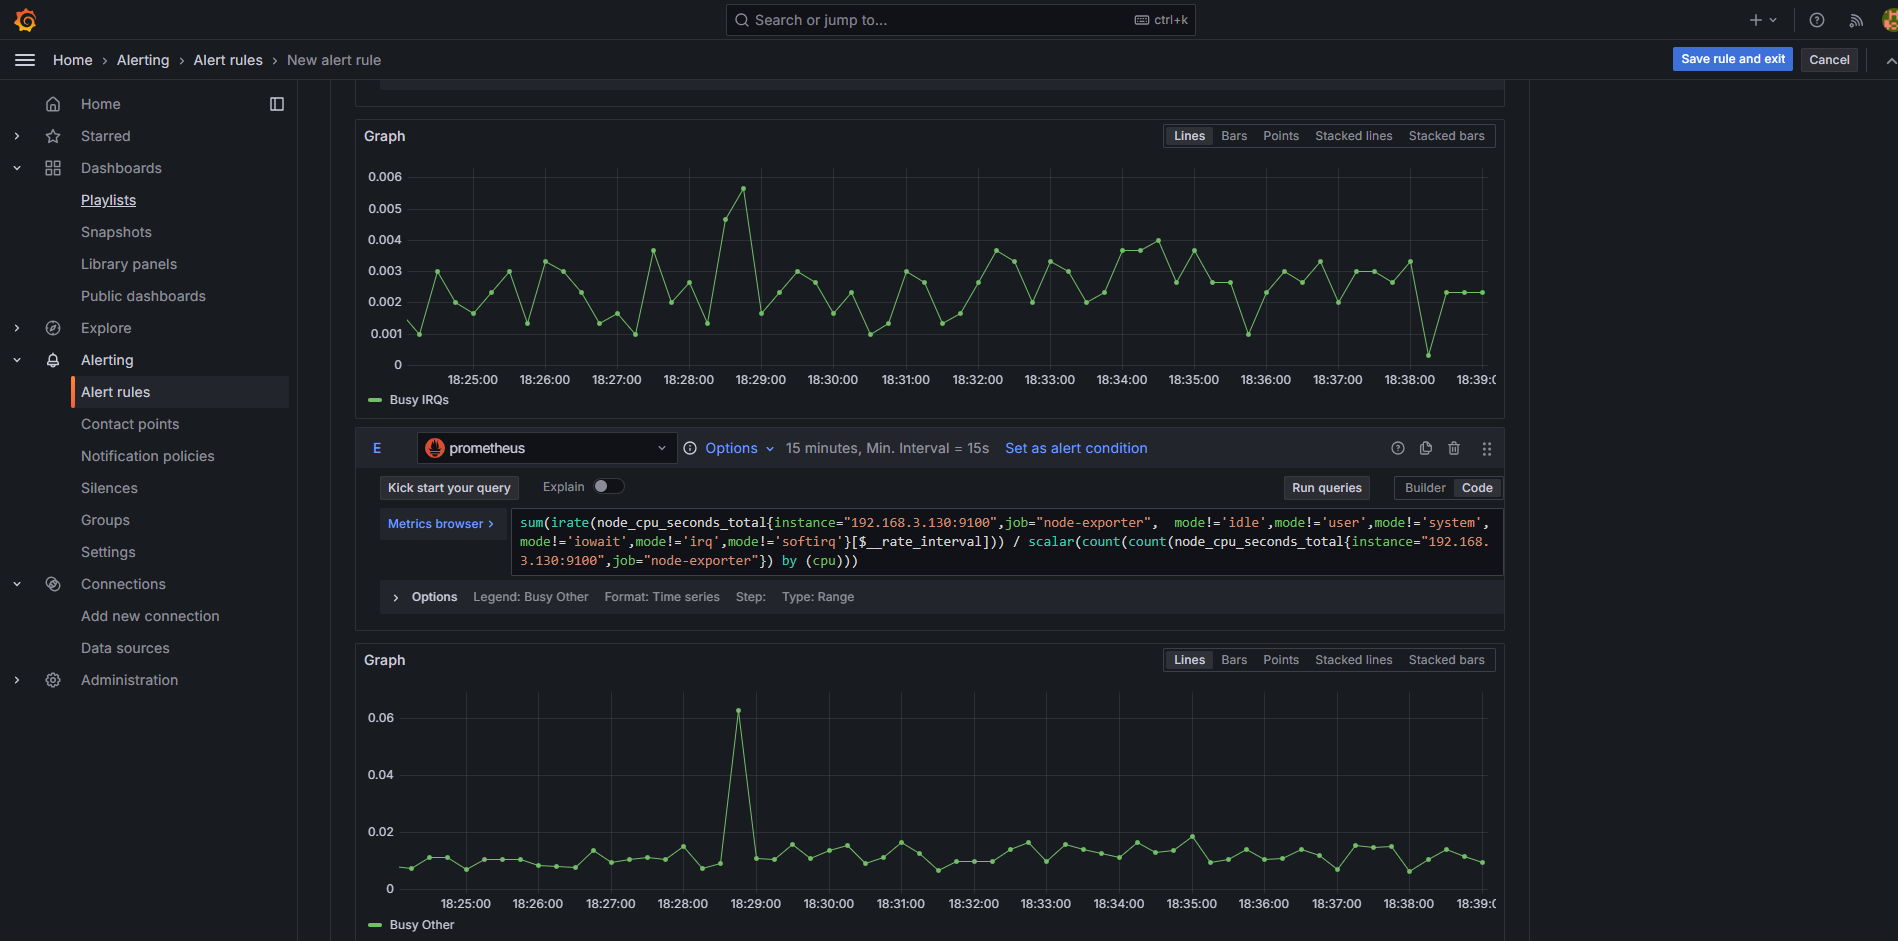 Search or jump to...
ctrl+k
Home › Alerting › Alert rules › New alert rule
Save rule and exit
Cancel
Home
Starred
Dashboards
Playlists
Snapshots
Library panels
Public dashboards
Explore
Alerting
Alert rules
Contact points
Notification policies
Silences
Groups
Settings
Connections
Add new connection
Data sources
Administration
Graph
Lines Bars Points Stacked lines Stacked bars
0.006
0.005
0.004
0.003
0.002
0.001
0
18:25:00 18:26:00 18:27:00 18:28:00 18:29:00 18:30:00 18:31:00 18:32:00 18:33:00 18:34:00 18:35:00 18:36:00 18:37:00 18:38:00 18:39:0
Busy IRQs
E prometheus Options 15 minutes, Min. Interval = 15s Set as alert condition
Kick start your query Explain Run queries Builder Code
Metrics browser ›
sum(irate(node_cpu_seconds_total{instance="192.168.3.130:9100",job="node-exporter",  mode!='idle',mode!='user',mode!='system',
mode!='iowait',mode!='irq',mode!='softirq'}[$__rate_interval])) / scalar(count(count(node_cpu_seconds_total{instance="192.168.
3.130:9100",job="node-exporter"}) by (cpu)))
Options Legend: Busy Other Format: Time series Step: Type: Range
Graph
Lines Bars Points Stacked lines Stacked bars
0.06
0.04
0.02
0
18:25:00 18:26:00 18:27:00 18:28:00 18:29:00 18:30:00 18:31:00 18:32:00 18:33:00 18:34:00 18:35:00 18:36:00 18:37:00 18:38:00 18:39:0
Busy Other